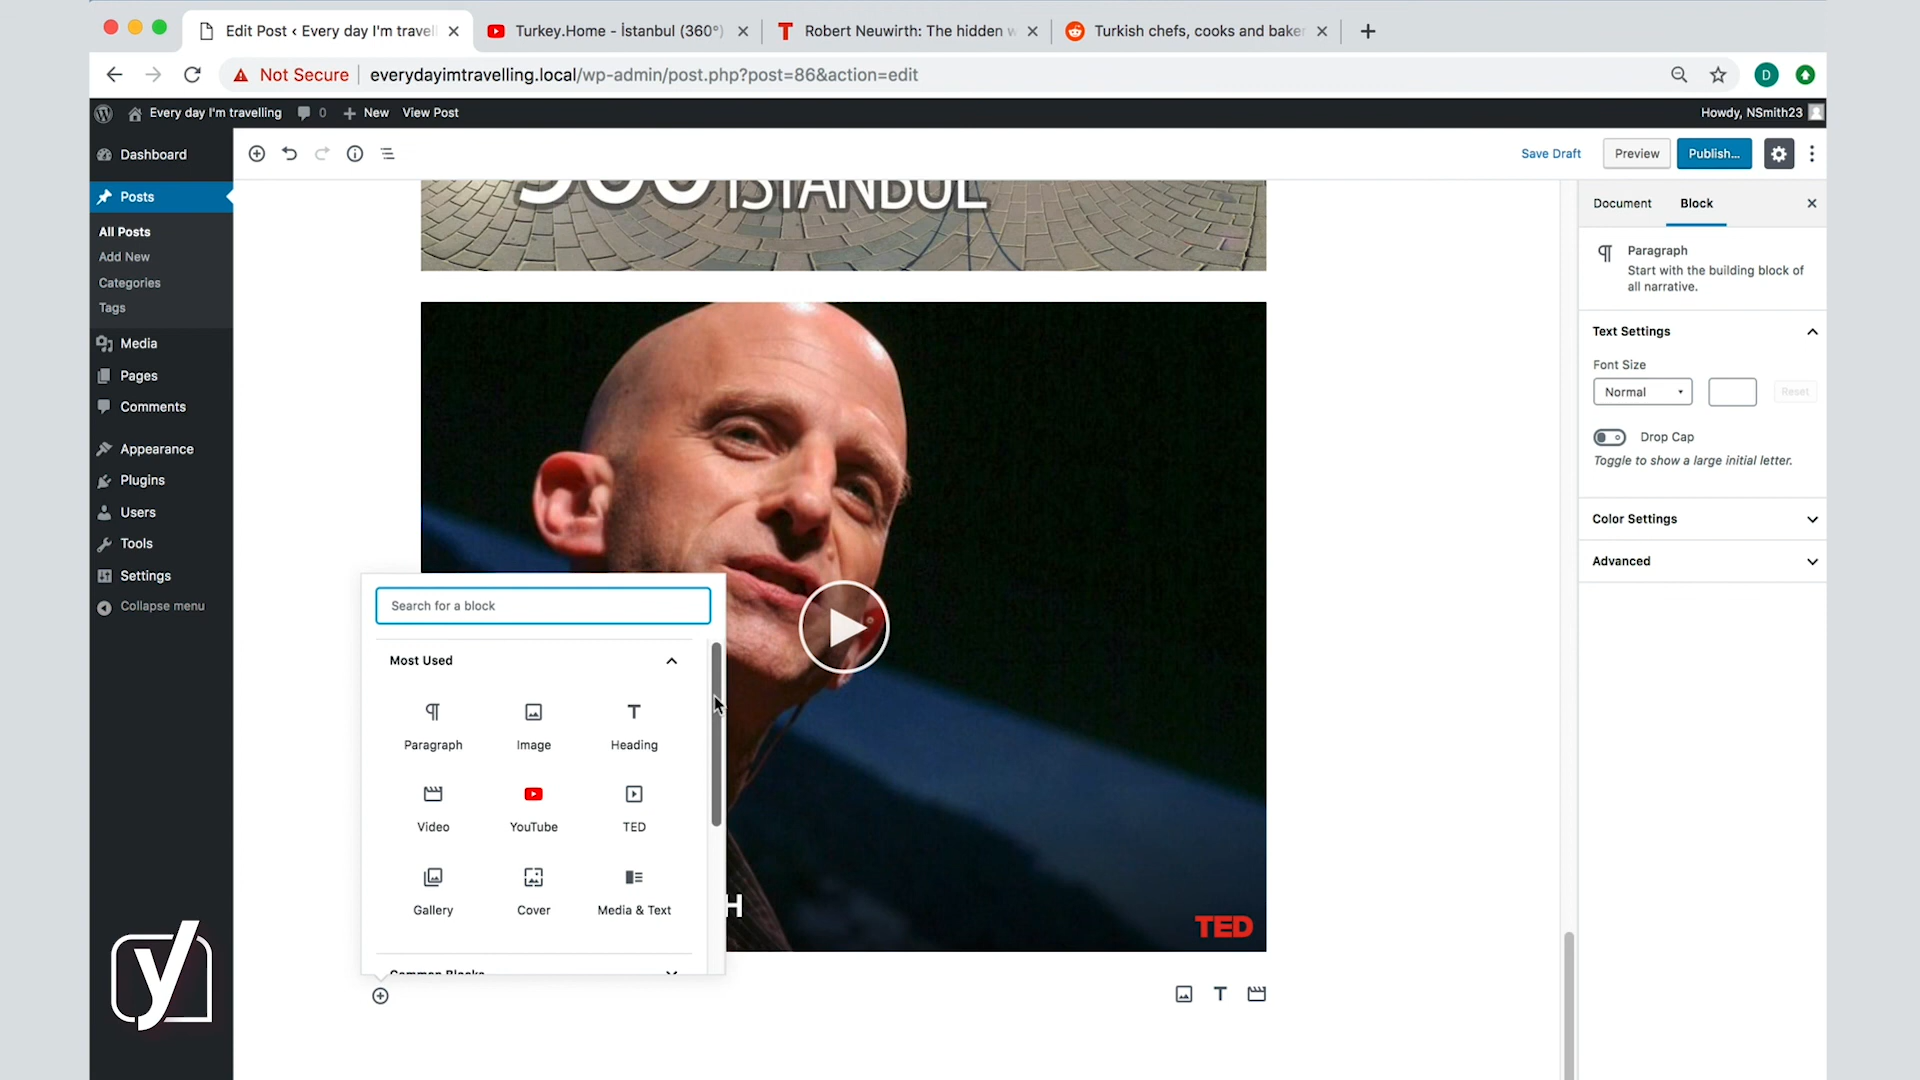 Edit Post ‹ Every day I'm travel
Turkey.Home - İstanbul (360°)
Robert Neuwirth: The hidden w
Turkish chefs, cooks and baker
Not Secure
everydayimtravelling.local/wp-admin/post.php?post=86&action=edit
D
Every day I'm travelling
0
New
View Post
Howdy, NSmith23
Dashboard
Posts
All Posts
Add New
Categories
Tags
Media
Pages
Comments
Appearance
Plugins
Users
Tools
Settings
Collapse menu
y
Save Draft
Preview
Publish...
360° İSTANBUL
Search for a block
Most Used
Paragraph
Image
Heading
Video
YouTube
TED
Gallery
Cover
Media & Text
Common Blocks
H
TED
Document
Block
Paragraph
Start with the building block of
all narrative.
Text Settings
Font Size
Normal
Reset
Drop Cap
Toggle to show a large initial letter.
Color Settings
Advanced